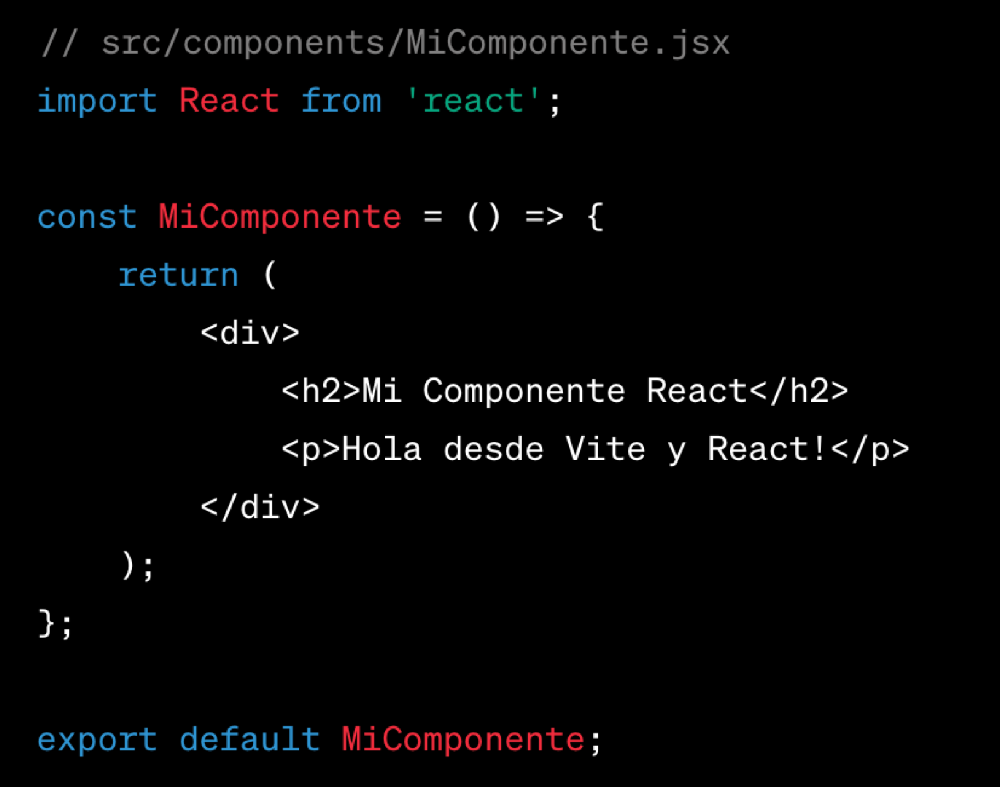 // src/components/MiComponente.jsx
import React from 'react';
const MiComponente = () => {
    return (
        <div>
            <h2>Mi Componente React</h2>
            <p>Hola desde Vite y React!</p>
        </div>
    );
};
export default MiComponente;